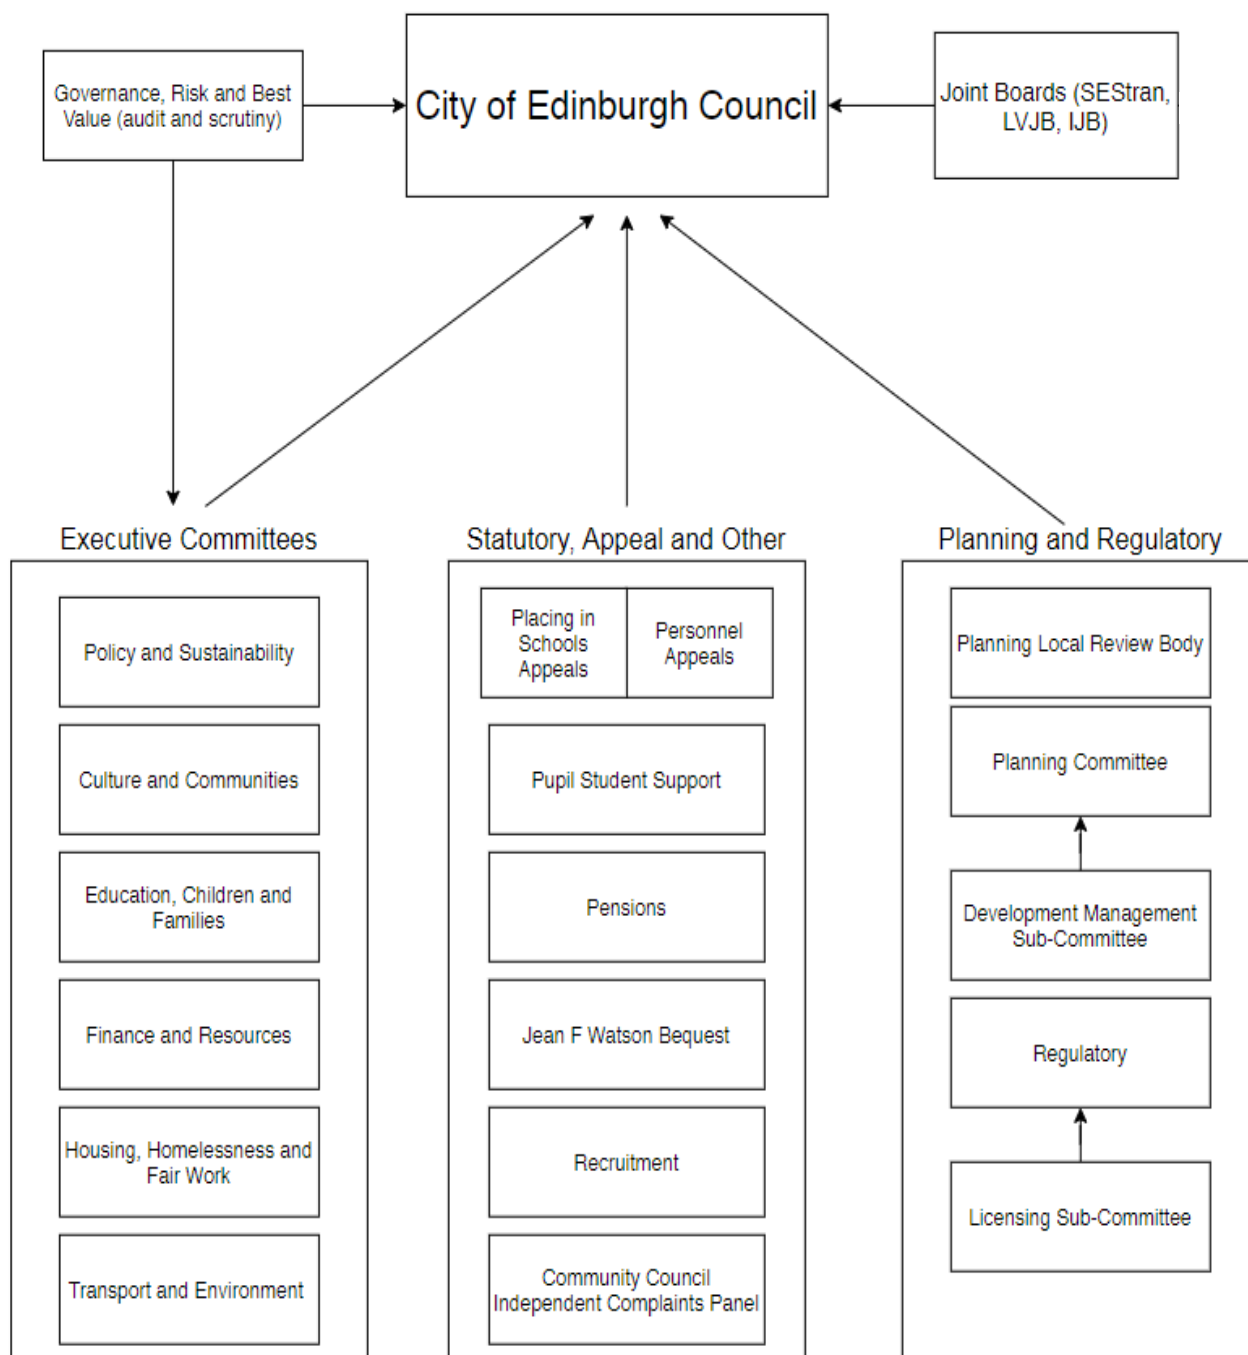 Governance, Risk and Best
Value (audit and scrutiny)
City of Edinburgh Council
Joint Boards (SEStran,
LVJB, IJB)
Executive Committees
Policy and Sustainability
Culture and Communities
Education, Children and
Families
Finance and Resources
Housing, Homelessness and
Fair Work
Transport and Environment
Statutory, Appeal and Other
Placing in
Schools
Appeals
Personnel
Appeals
Pupil Student Support
Pensions
Jean F Watson Bequest
Recruitment
Community Council
Independent Complaints Panel
Planning and Regulatory
Planning Local Review Body
Planning Committee
Development Management
Sub-Committee
Regulatory
Licensing Sub-Committee